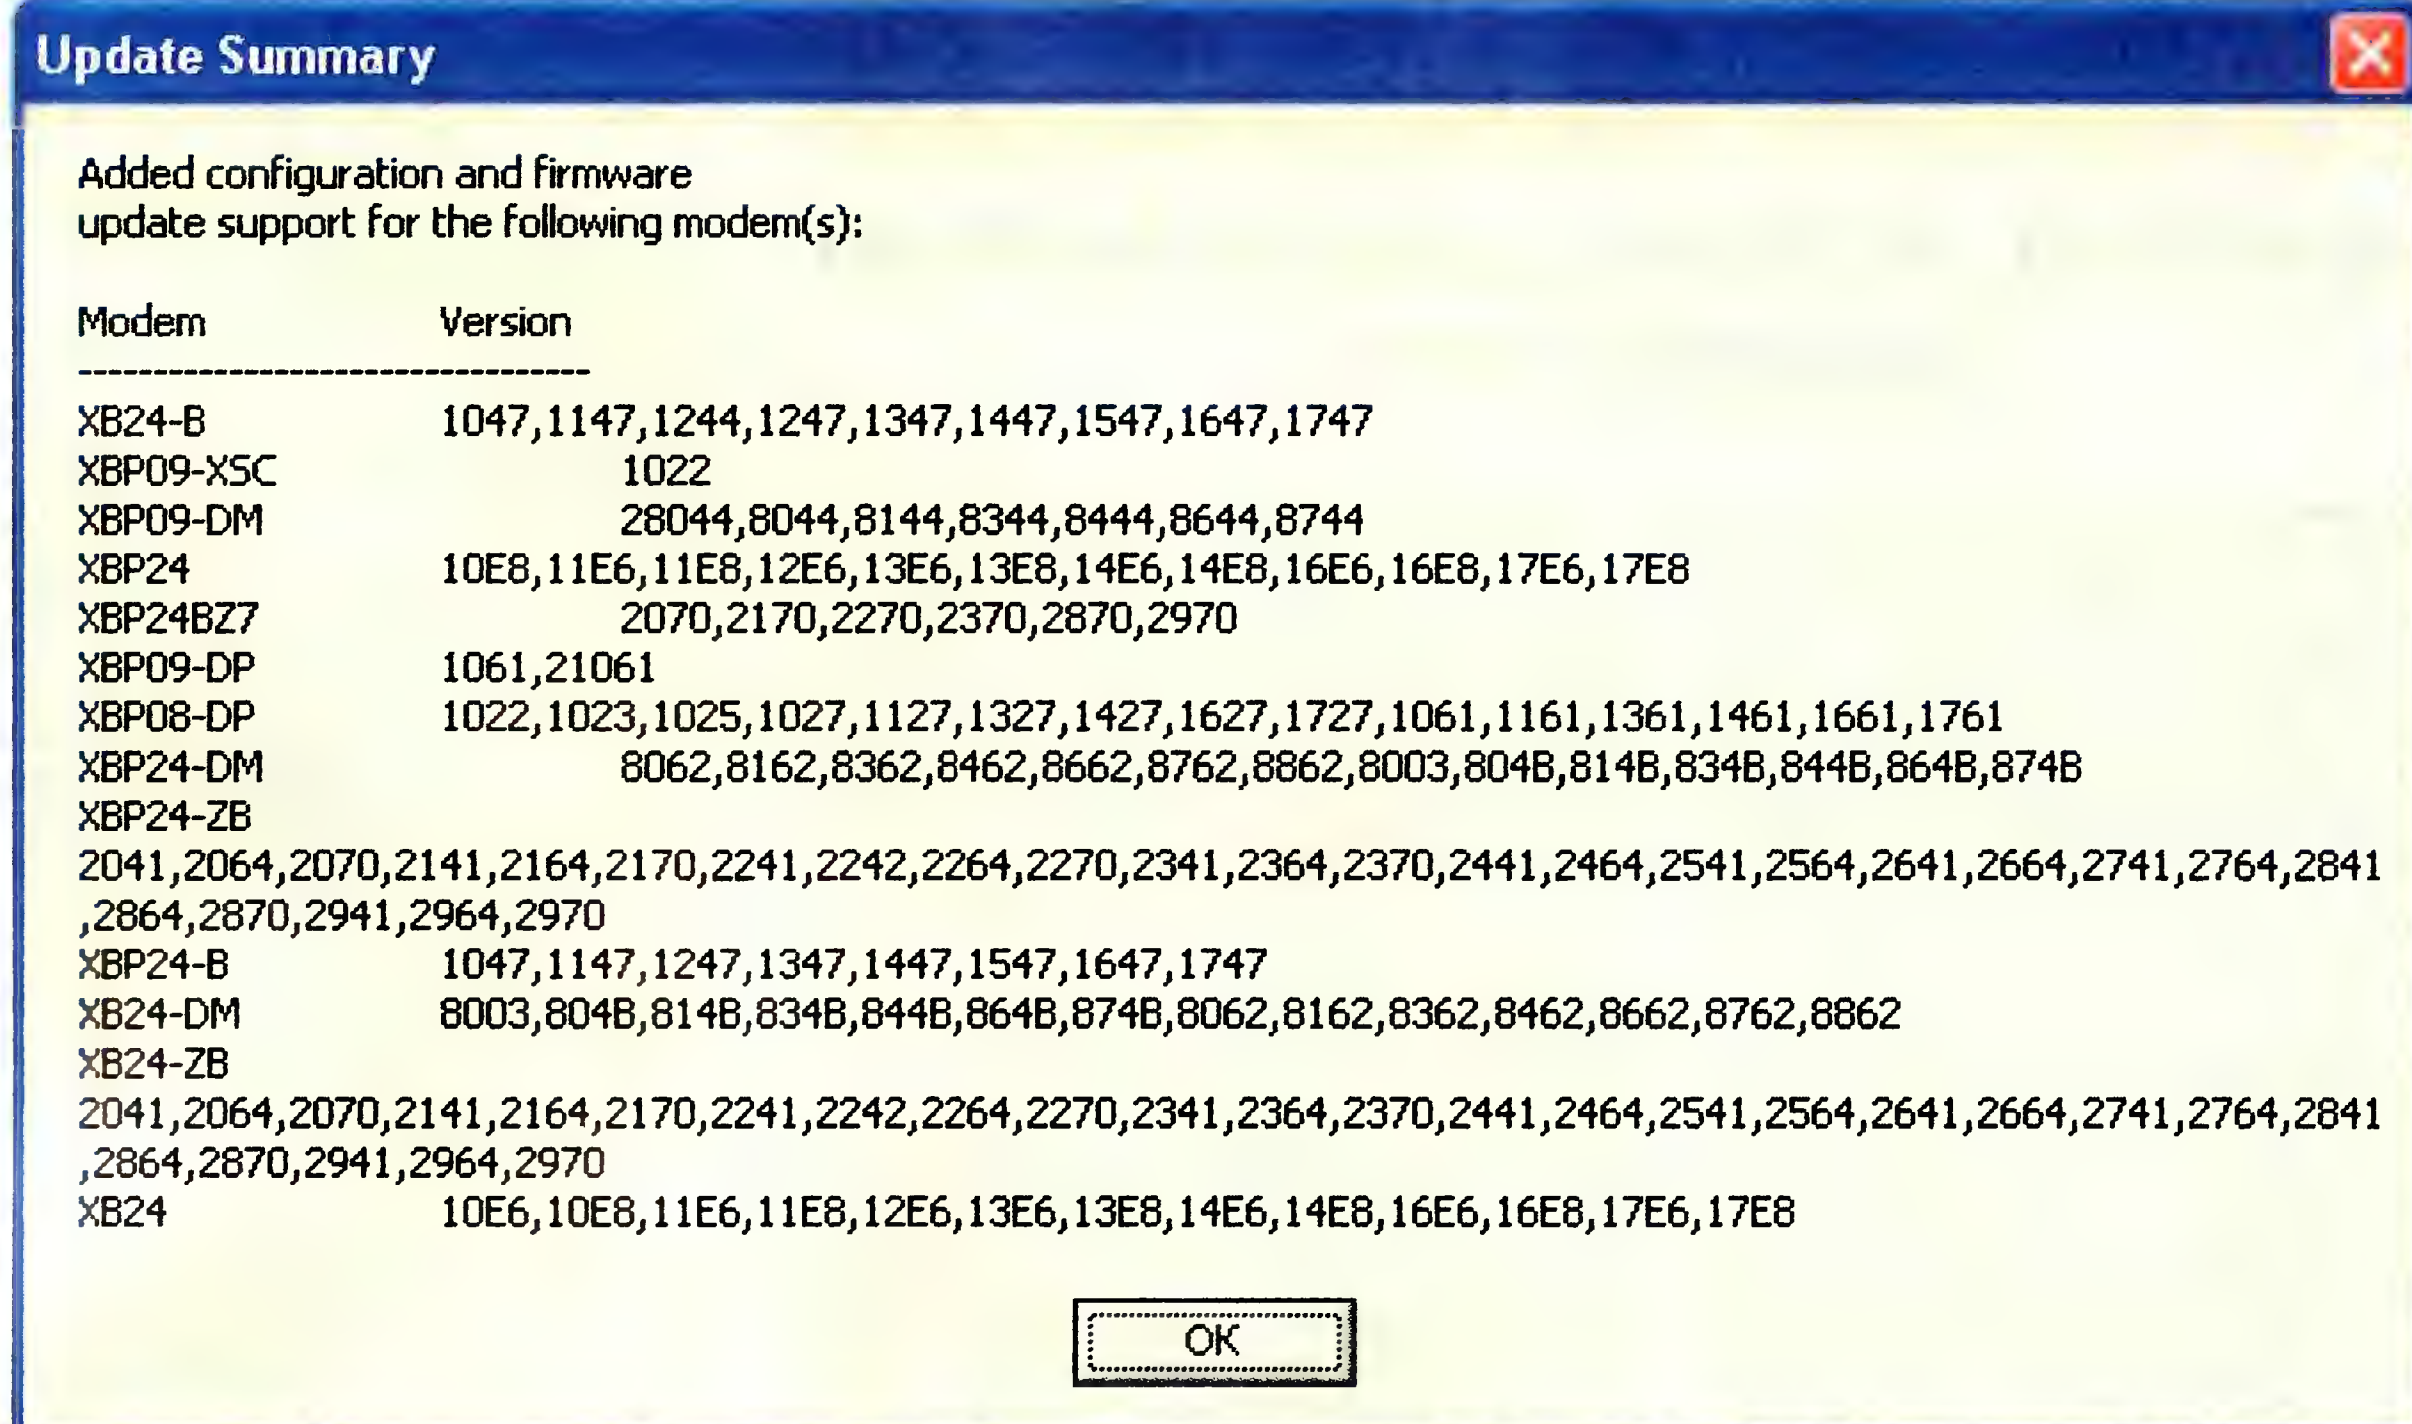 Update Summary
Added configuration and firmware
update support for the following modem(s):
Modem Version
----------------------------------
XB24-B 1047,1147,1244,1247,1347,1447,1547,1647,1747
XBP09-XSC 1022
XBP09-DM 28044,8044,8144,8344,8444,8644,8744
XBP24 10E8,11E6,11E8,12E6,13E6,13E8,14E6,14E8,16E6,16E8,17E6,17E8
XBP24BZ7 2070,2170,2270,2370,2870,2970
XBP09-DP 1061,21061
XBP08-DP 1022,1023,1025,1027,1127,1327,1427,1627,1727,1061,1161,1361,1461,1661,1761
XBP24-DM 8062,8162,8362,8462,8662,8762,8862,8003,804B,814B,834B,844B,864B,874B
XBP24-ZB
2041,2064,2070,2141,2164,2170,2241,2242,2264,2270,2341,2364,2370,2441,2464,2541,2564,2641,2664,2741,2764,2841
,2864,2870,2941,2964,2970
XBP24-B 1047,1147,1247,1347,1447,1547,1647,1747
XB24-DM 8003,804B,814B,834B,844B,864B,874B,8062,8162,8362,8462,8662,8762,8862
XB24-ZB
2041,2064,2070,2141,2164,2170,2241,2242,2264,2270,2341,2364,2370,2441,2464,2541,2564,2641,2664,2741,2764,2841
,2864,2870,2941,2964,2970
XB24 10E6,10E8,11E6,11E8,12E6,13E6,13E8,14E6,14E8,16E6,16E8,17E6,17E8
OK